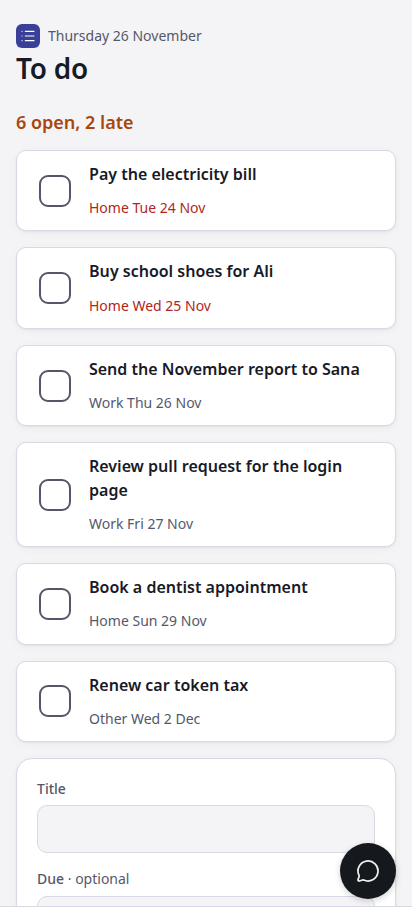 Thursday 26 November
To do
6 open, 2 late
Pay the electricity bill
Home Tue 24 Nov
Buy school shoes for Ali
Home Wed 25 Nov
Send the November report to Sana
Work Thu 26 Nov
Review pull request for the login
page
Work Fri 27 Nov
Book a dentist appointment
Home Sun 29 Nov
Renew car token tax
Other Wed 2 Dec
Title
Due · optional